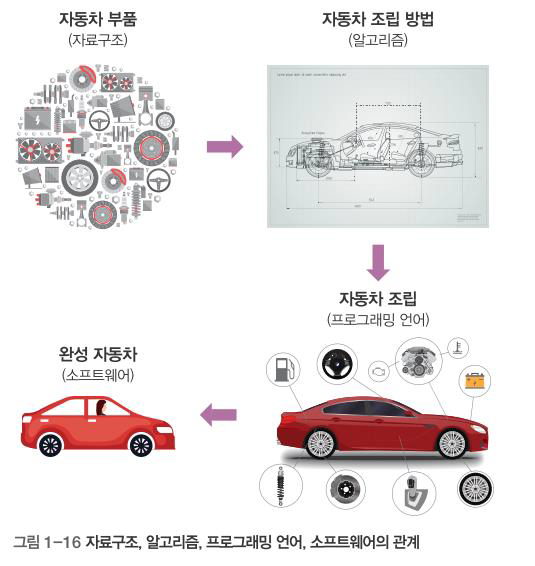 자동차 부품
(자료구조)
자동차 조립 방법
(알고리즘)
자동차 조립
(프로그래밍 언어)
완성 자동차
(소프트웨어)
그림 1-16 자료구조, 알고리즘, 프로그래밍 언어, 소프트웨어의 관계